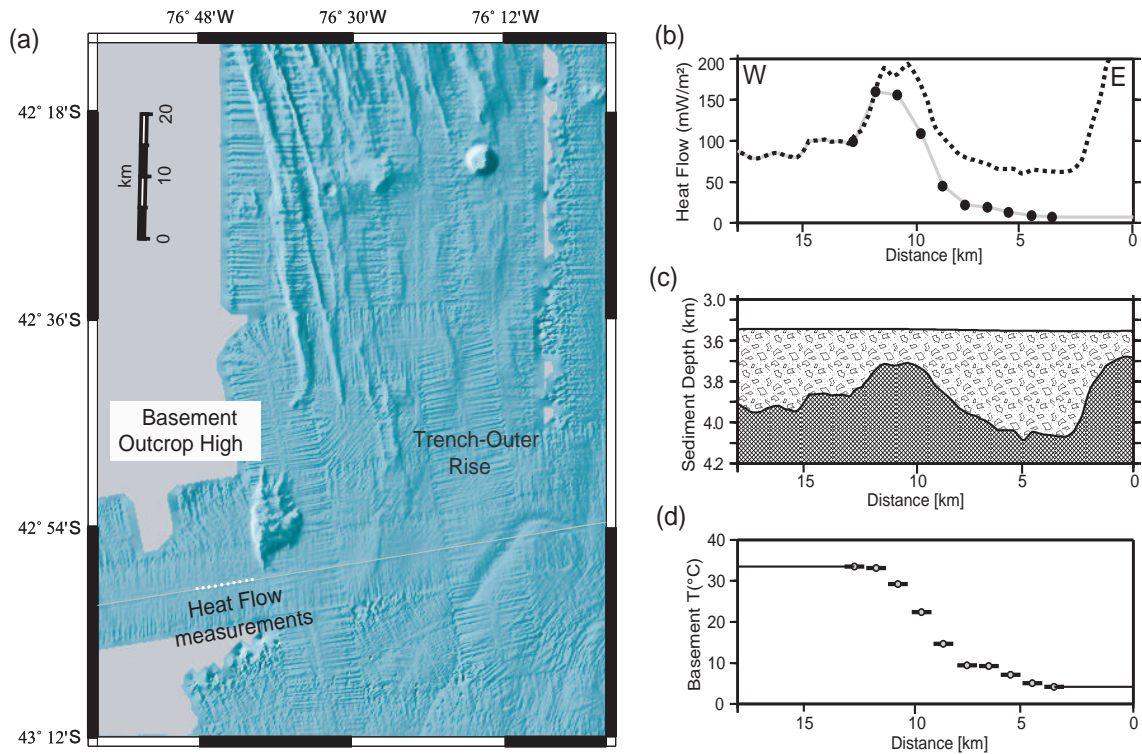 (a)
76° 48'W
76° 30'W
76° 12'W
42° 18'S
42° 36'S
42° 54'S
43° 12'S
km
20
10
0
Basement
Outcrop High
Trench-Outer
Rise
Heat Flow
measurements
(b)
Heat Flow (mW/m²)
200
150
100
50
0
W
E
15
10
5
0
Distance [km]
(c)
Sediment Depth (km)
3.0
3.6
3.8
4.0
4.2
15
10
5
0
Distance [km]
(d)
Basement T(°C)
40
30
20
10
0
15
10
5
0
Distance [km]